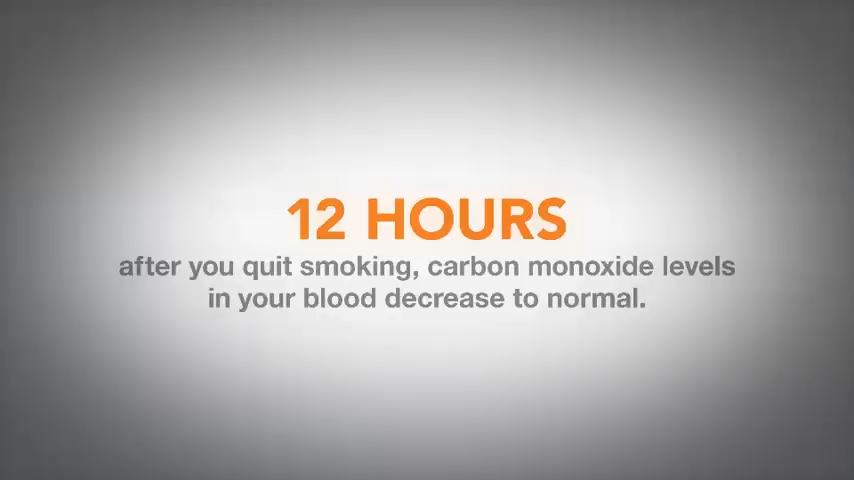 12 HOURS
after you quit smoking, carbon monoxide levels
in your blood decrease to normal.